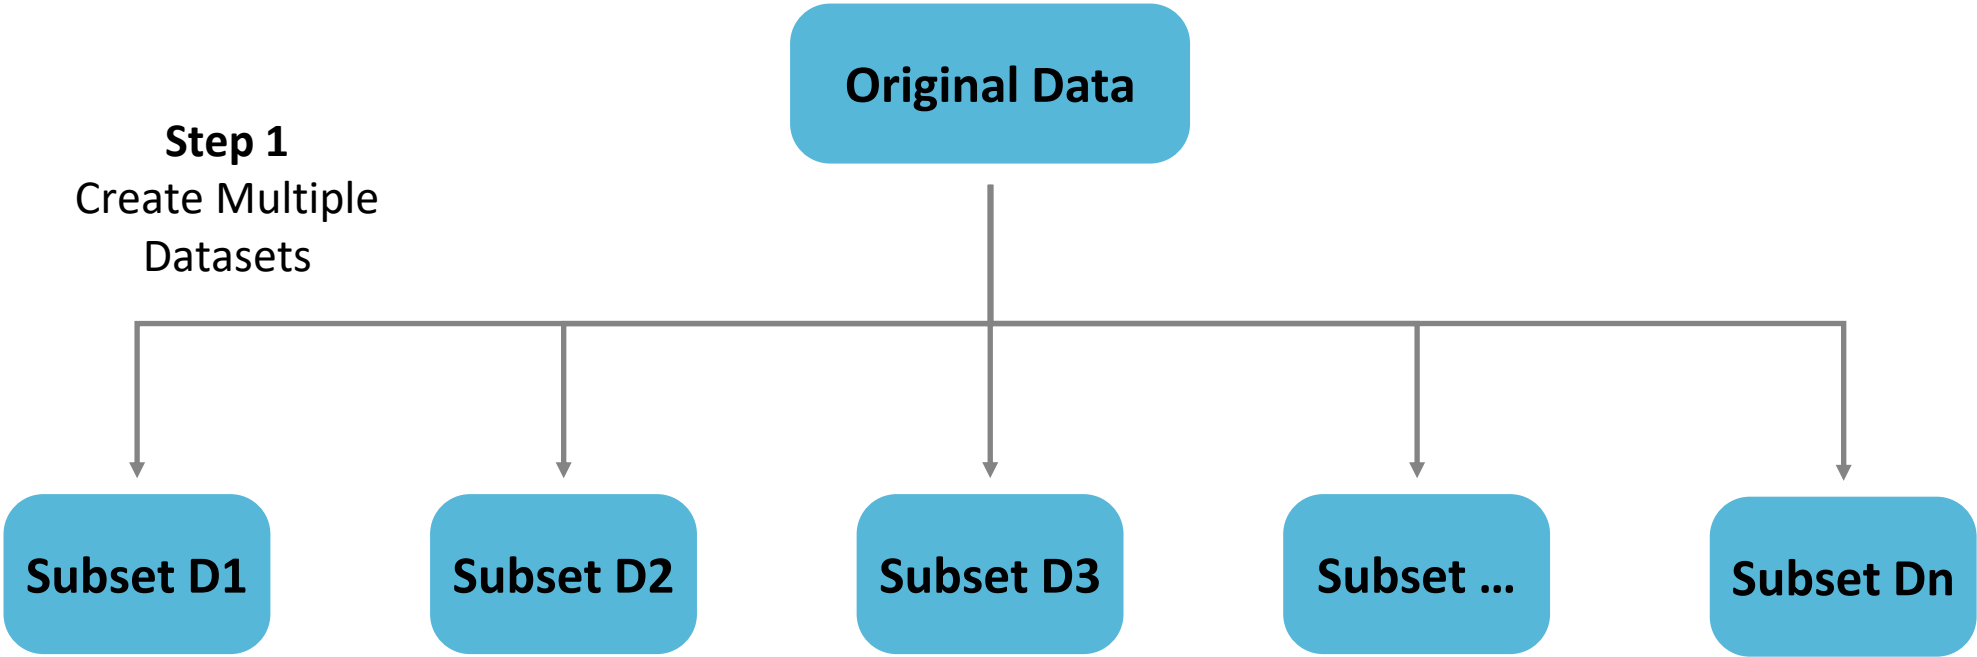 Original Data
Step 1
Create Multiple
Datasets
Subset D1
Subset D2
Subset D3
Subset ...
Subset Dn